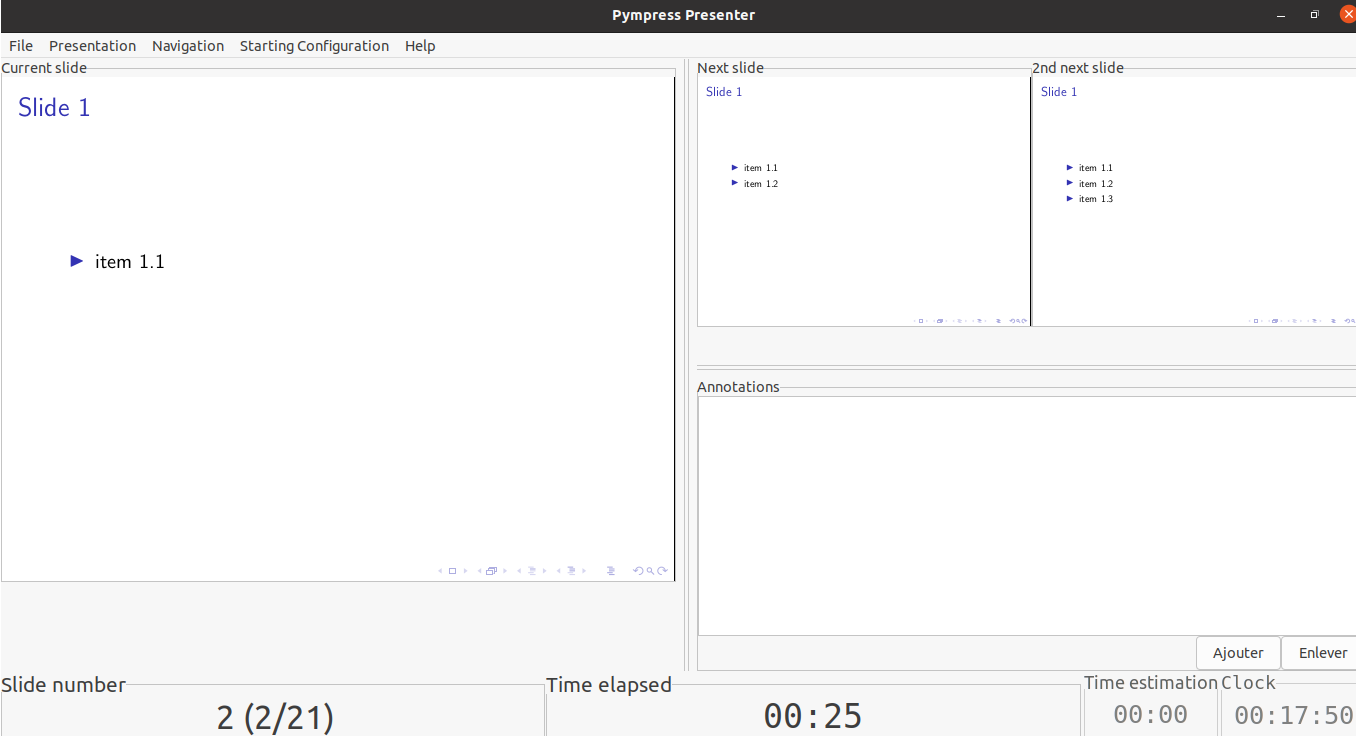 Pympress Presenter
File Presentation Navigation Starting Configuration Help
Current slide
Slide 1
item 1.1
Next slide
Slide 1
item 1.1
item 1.2
2nd next slide
Slide 1
item 1.1
item 1.2
item 1.3
Annotations
Ajouter Enlever
Slide number
2 (2/21)
Time elapsed
00:25
Time estimation
00:00
Clock
00:17:50